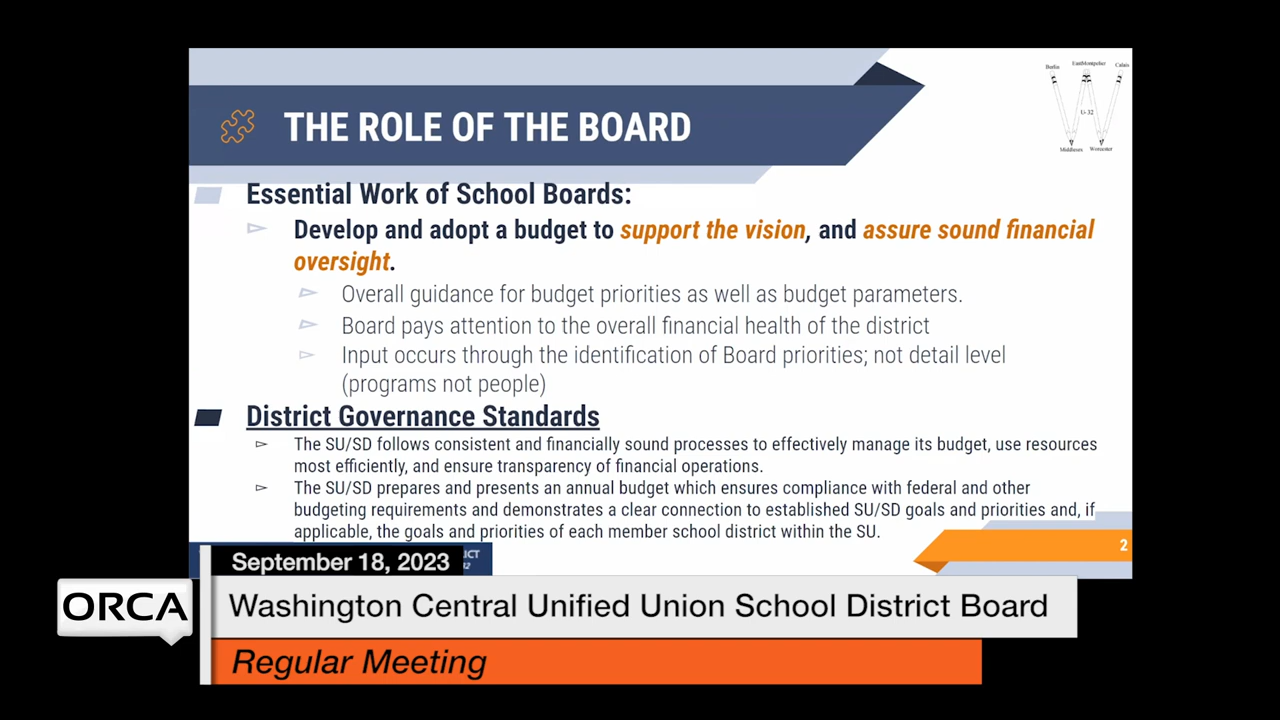 THE ROLE OF THE BOARD
Berlin
EastMontpelier
Calais
U-32
Middlesex
Worcester
Essential Work of School Boards:
Develop and adopt a budget to support the vision, and assure sound financial
oversight.
Overall guidance for budget priorities as well as budget parameters.
Board pays attention to the overall financial health of the district
Input occurs through the identification of Board priorities; not detail level
(programs not people)
District Governance Standards
The SU/SD follows consistent and financially sound processes to effectively manage its budget, use resources
most efficiently, and ensure transparency of financial operations.
The SU/SD prepares and presents an annual budget which ensures compliance with federal and other
budgeting requirements and demonstrates a clear connection to established SU/SD goals and priorities and, if
applicable, the goals and priorities of each member school district within the SU.
2
September 18, 2023
ORCA
Washington Central Unified Union School District Board
Regular Meeting